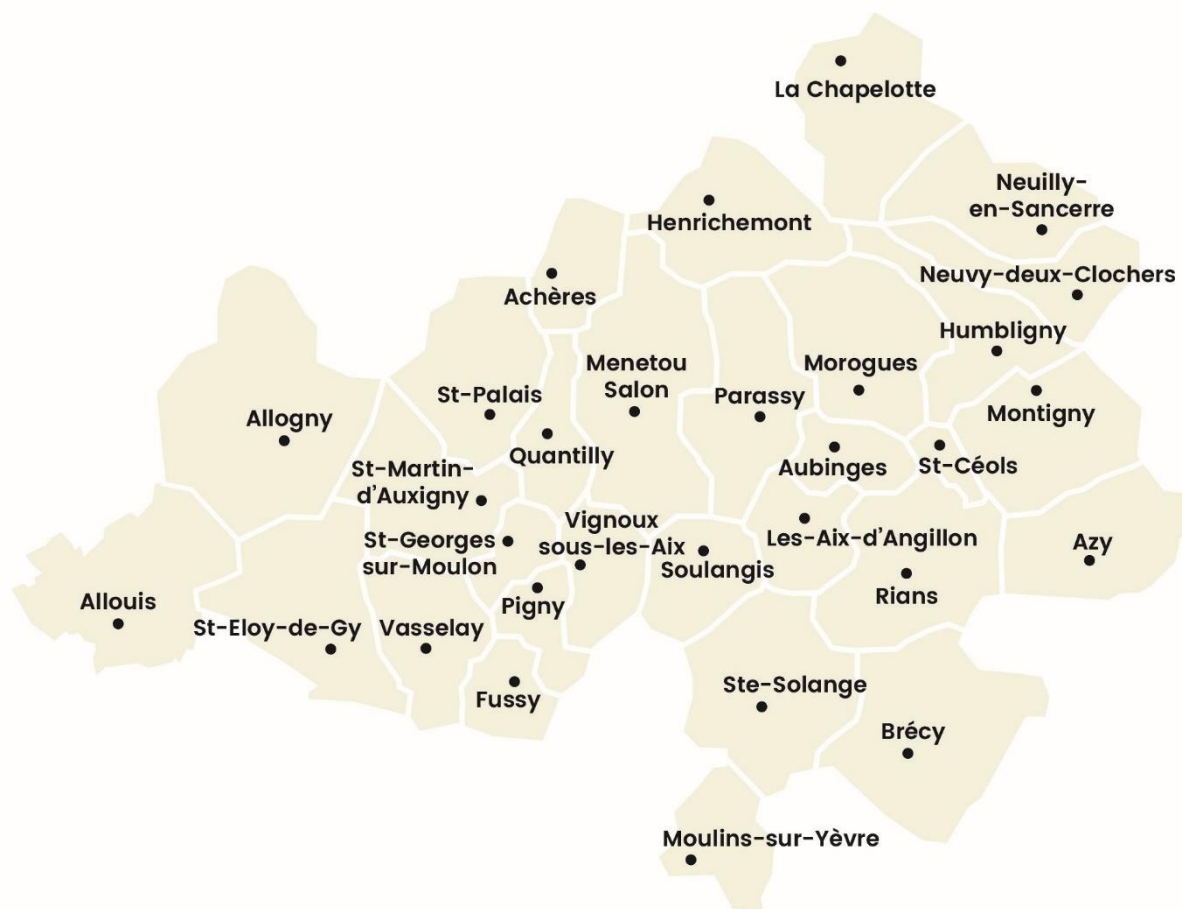 La Chapelotte
Neuilly-
en-Sancerre
Henrichemont
Neuvy-deux-Clochers
Achères
Humbligny
Menetou
Salon
Morogues
St-Palais
Parassy
Montigny
Allogny
Quantilly
Aubinges
St-Céols
St-Martin-
d'Auxigny
Vignoux
sous-les-Aix
St-Georges
sur-Moulon
Les-Aix-d'Angillon
Soulangis
Azy
Allouis
Pigny
Rians
St-Eloy-de-Gy
Vasselay
Fussy
Ste-Solange
Brécy
Moulins-sur-Yèvre